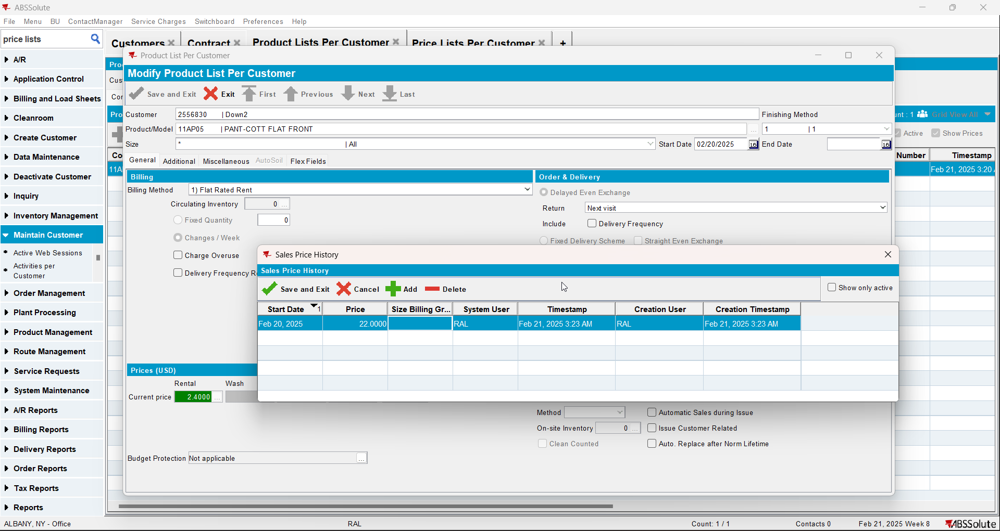 ABSSolute
File Menu BU ContactManager Service Charges Switchboard Preferences Help
price lists
Customers Contract Product Lists Per Customer Price Lists Per Customer +
A/R
Application Control
Billing and Load Sheets
Cleanroom
Create Customer
Data Maintenance
Deactivate Customer
Inquiry
Inventory Management
Maintain Customer
Active Web Sessions
Activities per
Customer
Order Management
Plant Processing
Product Management
Route Management
Service Requests
System Maintenance
A/R Reports
Billing Reports
Delivery Reports
Order Reports
Tax Reports
Reports
Product List Per Customer
Modify Product List Per Customer
Save and Exit Exit First Previous Next Last
Customer 2556830 | Down2 Finishing Method
Product/Model 11AP05 | PANT-COTT FLAT FRONT ... 1 | 1
Size * | All Start Date 02/20/2025 16 End Date 16
General Additional Miscellaneous AutoSoil FlexFields
Billing
Billing Method 1) Flat Rated Rent
Circulating Inventory 0 ...
Fixed Quantity 0
Changes / Week
Charge Overuse
Delivery Frequency R
Order & Delivery
Delayed Even Exchange
Return Next visit
Include Delivery Frequency
Fixed Delivery Scheme Straight Even Exchange
Sales Price History
Sales Price History
Save and Exit Cancel Add Delete Show only active
Start Date 1 Price Size Billing Gr... System User Timestamp Creation User Creation Timestamp
Feb 20, 2025 22.0000 RAL Feb 21, 2025 3:23 AM RAL Feb 21, 2025 3:23 AM
Prices (USD)
Rental Wash
Current price 2.4000 ...
Budget Protection Not applicable ...
Method Automatic Sales during Issue
On-site Inventory 0 ... Issue Customer Related
Clean Counted Auto. Replace after Norm Lifetime
Pro
Cus
Con
Pro
Co
11A
unt : 1 Grid View All
Active Show Prices
Number Timestamp
Feb 21, 2025 3:20
ALBANY, NY - Office RAL Count: 1 / 1 Contacts 0 Feb 21, 2025 Week 8 ABSSolute